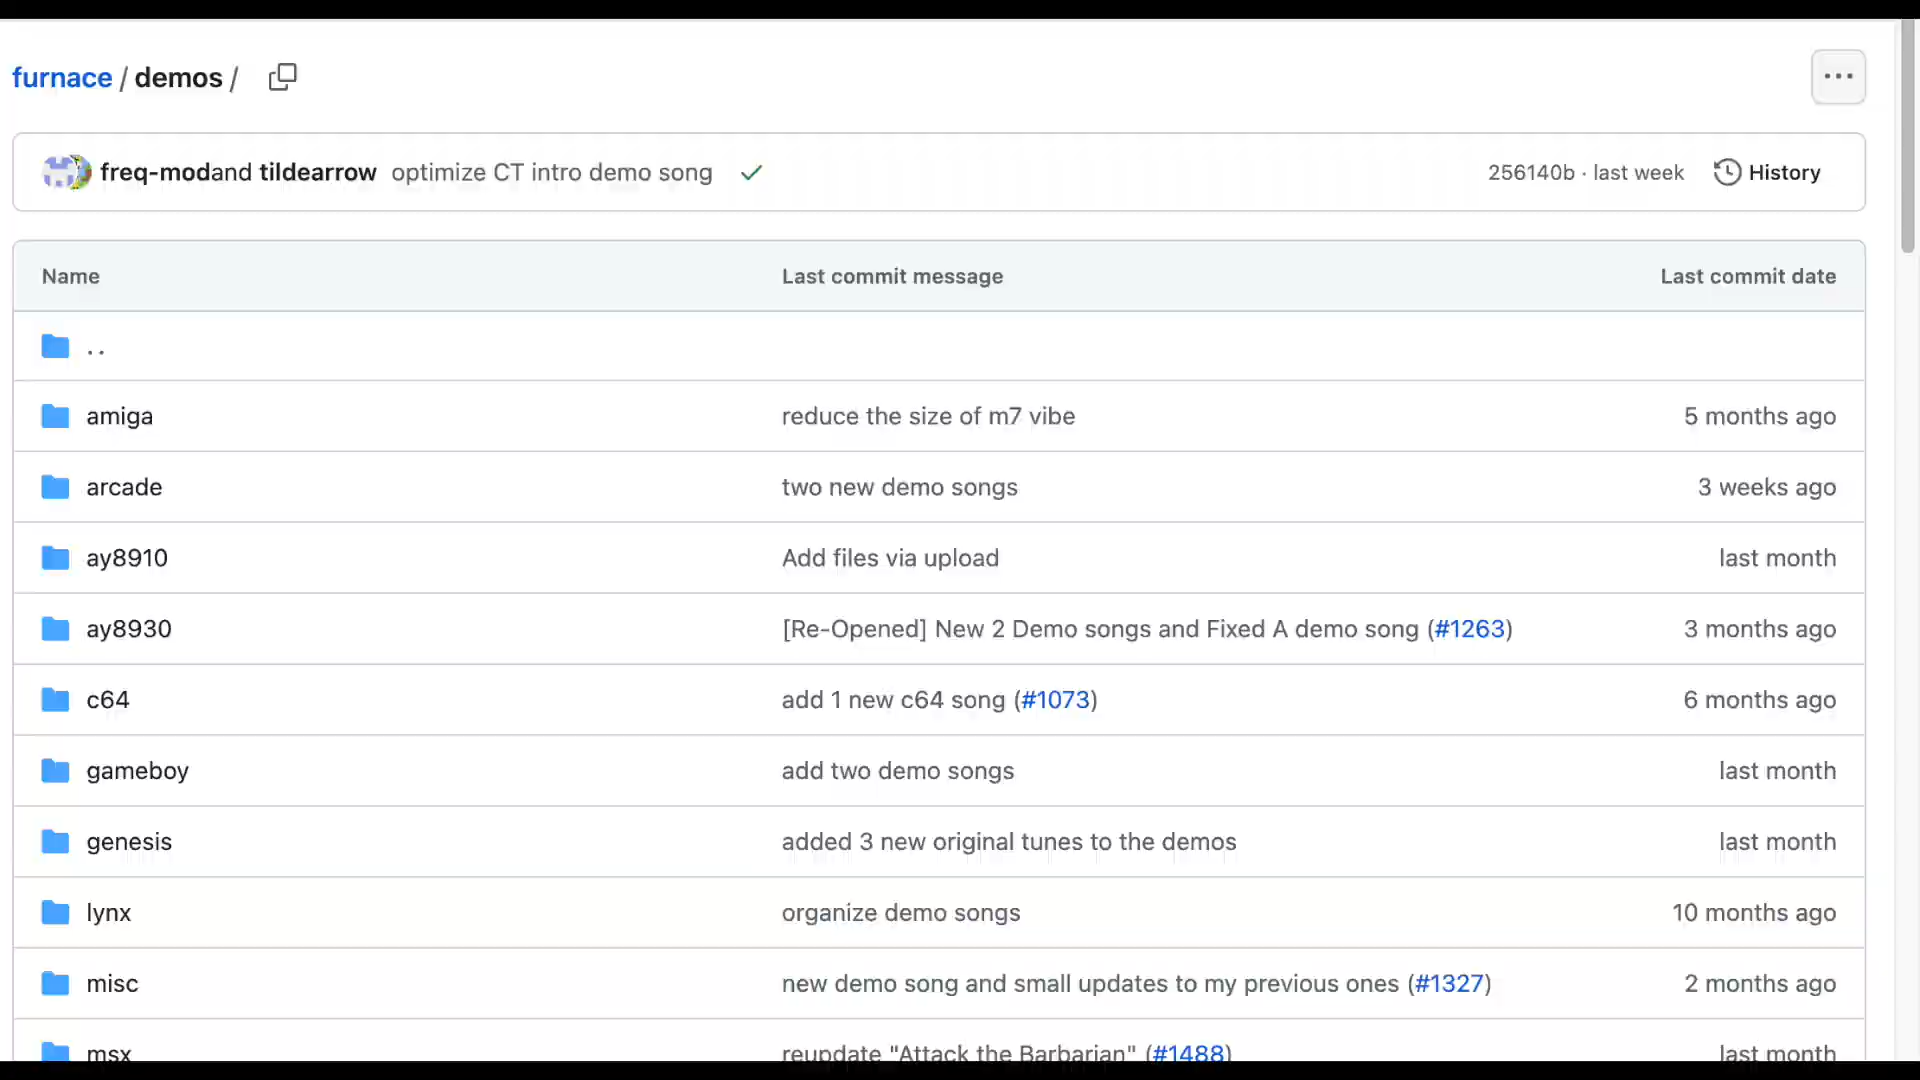 furnace / demos /
freq-modand tildearrow optimize CT intro demo song 256140b · last week History
Name Last commit message Last commit date
..
amiga reduce the size of m7 vibe 5 months ago
arcade two new demo songs 3 weeks ago
ay8910 Add files via upload last month
ay8930 [Re-Opened] New 2 Demo songs and Fixed A demo song (#1263) 3 months ago
c64 add 1 new c64 song (#1073) 6 months ago
gameboy add two demo songs last month
genesis added 3 new original tunes to the demos last month
lynx organize demo songs 10 months ago
misc new demo song and small updates to my previous ones (#1327) 2 months ago
msx reupdate "Attack the Barbarian" (#1488) last month